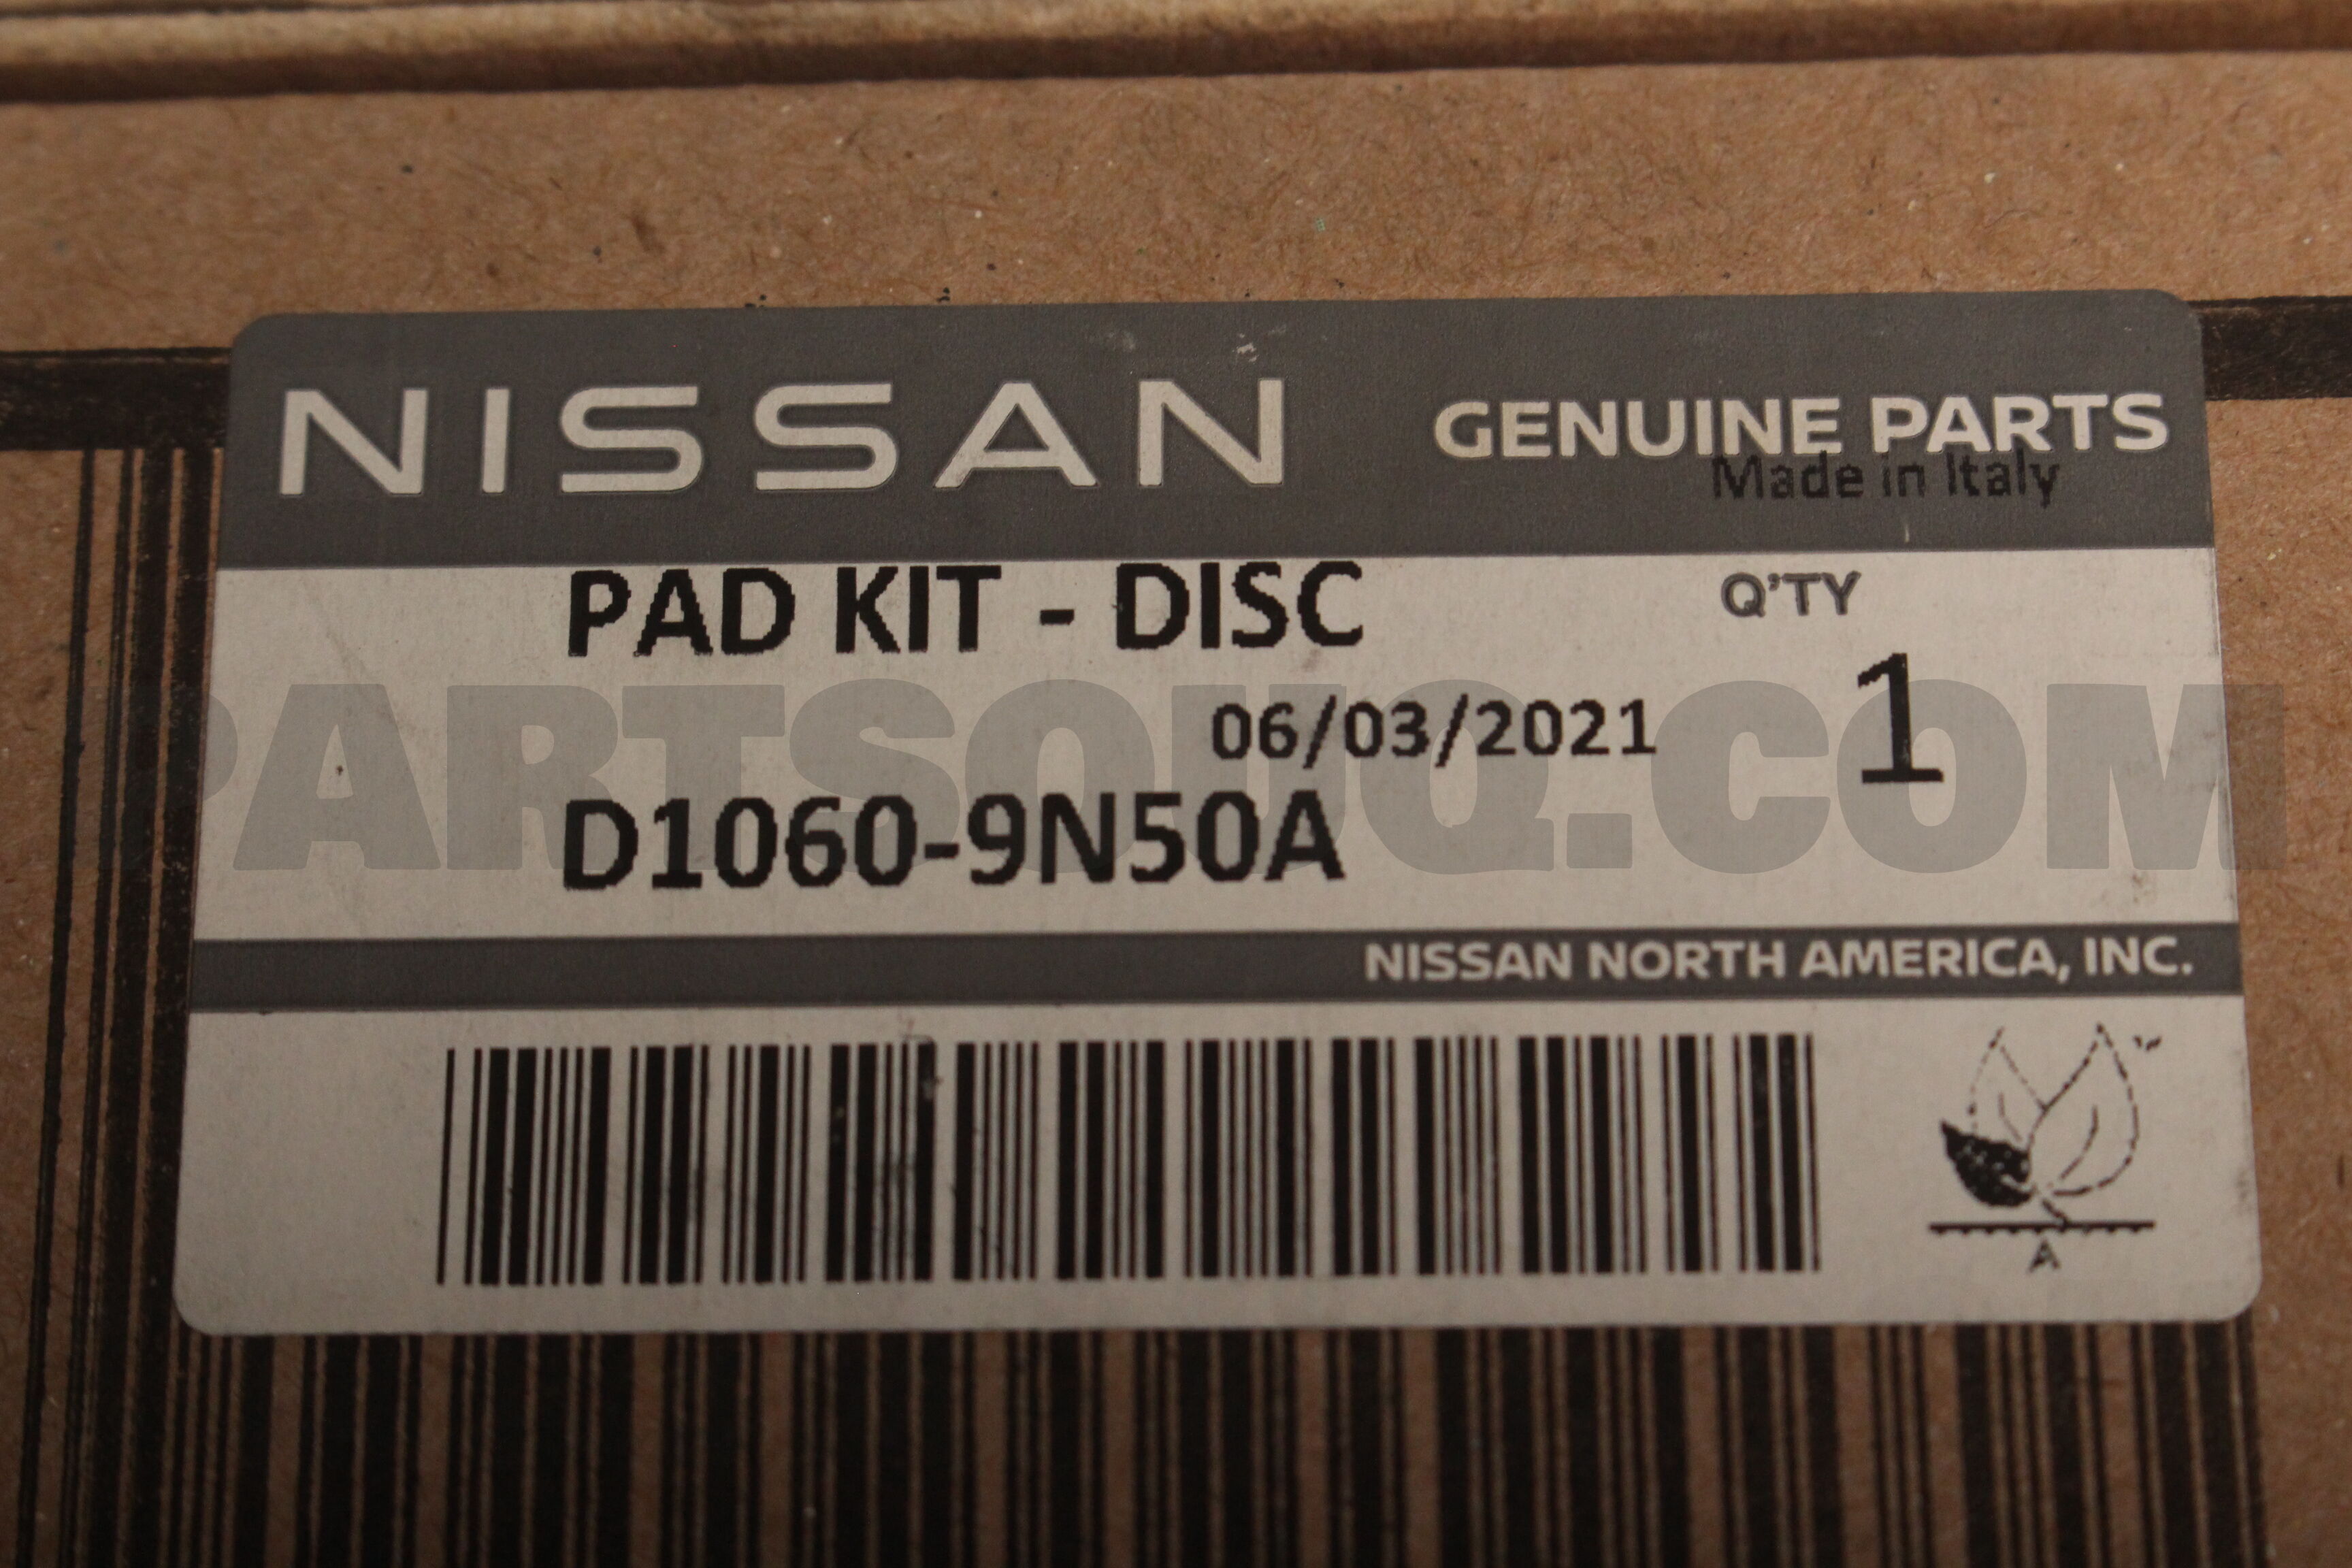 NISSAN GENUINE PARTS
Made in Italy
PAD KIT - DISC Q'TY
06/03/2021 1
PARTSOUQ.COM
D1060-9N50A
NISSAN NORTH AMERICA, INC.
A